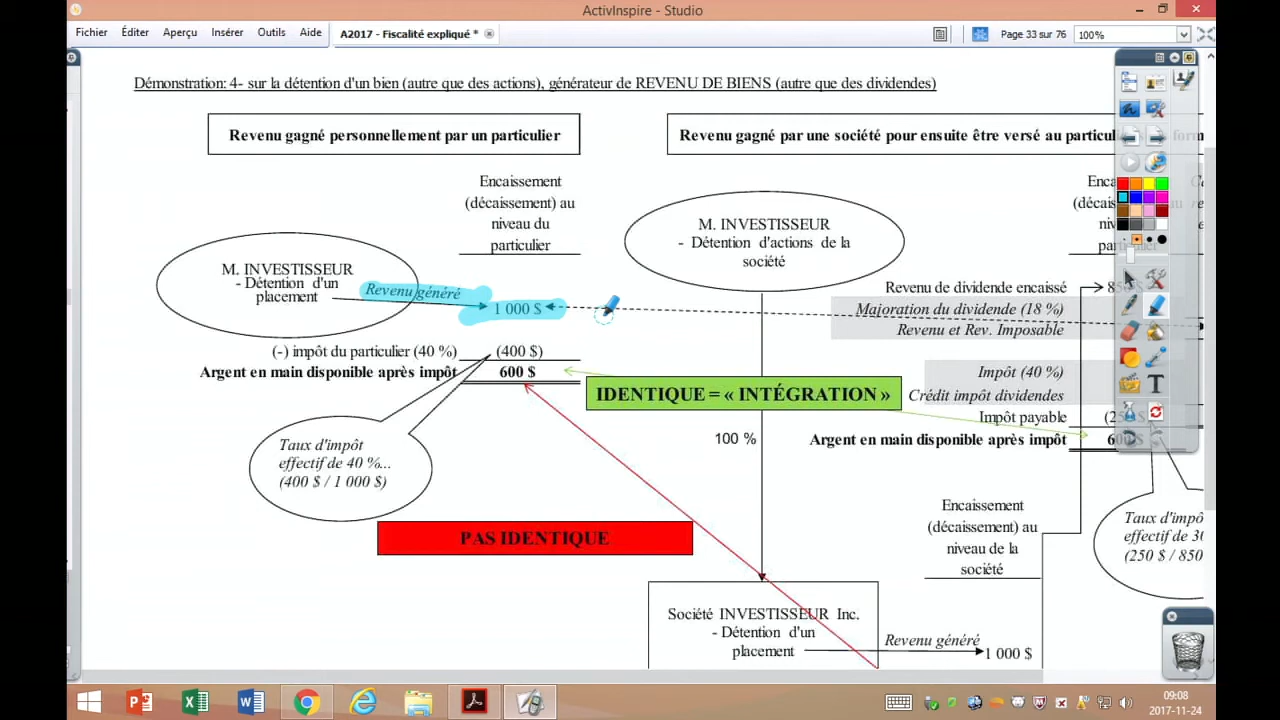 ActivInspire - Studio
Fichier Éditer Aperçu Insérer Outils Aide
A2017 - Fiscalité expliqué *
Page 33 sur 76
100%
Démonstration: 4- sur la détention d'un bien (autre que des actions), générateur de REVENU DE BIENS (autre que des dividendes)
Revenu gagné personnellement par un particulier
Revenu gagné par une société pour ensuite être versé au
Encaissement
(décaissement) au
niveau du
particulier
M. INVESTISSEUR
- Détention d'un
placement
Revenu généré
1 000 $
(-) impôt du particulier (40 %)
(400 $)
Argent en main disponible après impôt
600 $
Taux d'impôt
effectif de 40 %...
(400 $ / 1 000 $)
M. INVESTISSEUR
- Détention d'actions de la
société
Revenu de dividende encaissé
Majoration du dividende (18 %)
Revenu et Rev. Imposable
Impôt (40 %)
Crédit impôt dividendes
Impôt payable
Argent en main disponible après impôt
IDENTIQUE = « INTÉGRATION »
100 %
PAS IDENTIQUE
Encaissement
(décaissement) au
niveau de la
société
Taux d'impô
effectif de 30
(250 $ / 850
Société INVESTISSEUR Inc.
- Détention d'un
placement
Revenu généré
1 000 $
09:08
2017-11-24